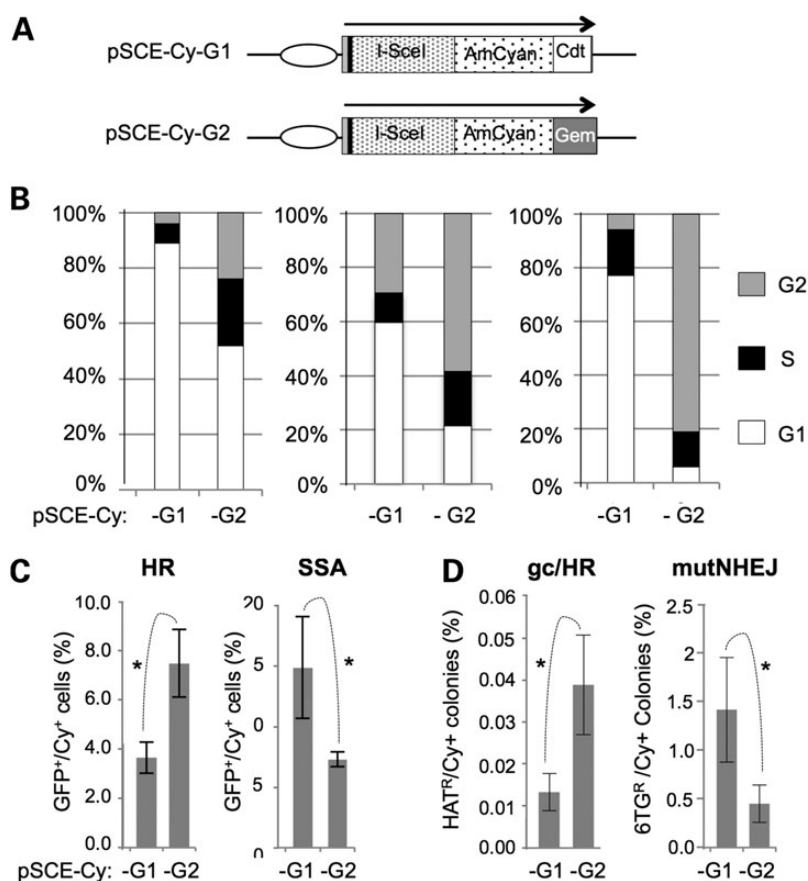 A
pSCE-Cy-G1
I-SceI AmCyan Cdt
pSCE-Cy-G2
I-SceI AmCyan Gem
B
100% 100% 100%
80% 80% 80%
60% 60% 60%
40% 40% 40%
20% 20% 20%
0% 0% 0%
G2
S
G1
pSCE-Cy: -G1 -G2 -G1 - G2 -G1 - G2
C
HR SSA
GFP⁺/Cy⁺ cells (%)
10.0
8.0
6.0
4.0
2.0
0.0
*
GFP⁺/Cy⁺ cells (%)
20
5
0
5
0
*
pSCE-Cy: -G1 -G2 -G1 -G2
D
gc/HR mutNHEJ
HATᴿ/Cy+ colonies (%)
0.06
0.05
0.04
0.03
0.02
0.01
0.00
*
6TGᴿ /Cy+ Colonies (%)
2.5
2
1.5
1.0
0.5
0.0
*
-G1 -G2 -G1 -G2